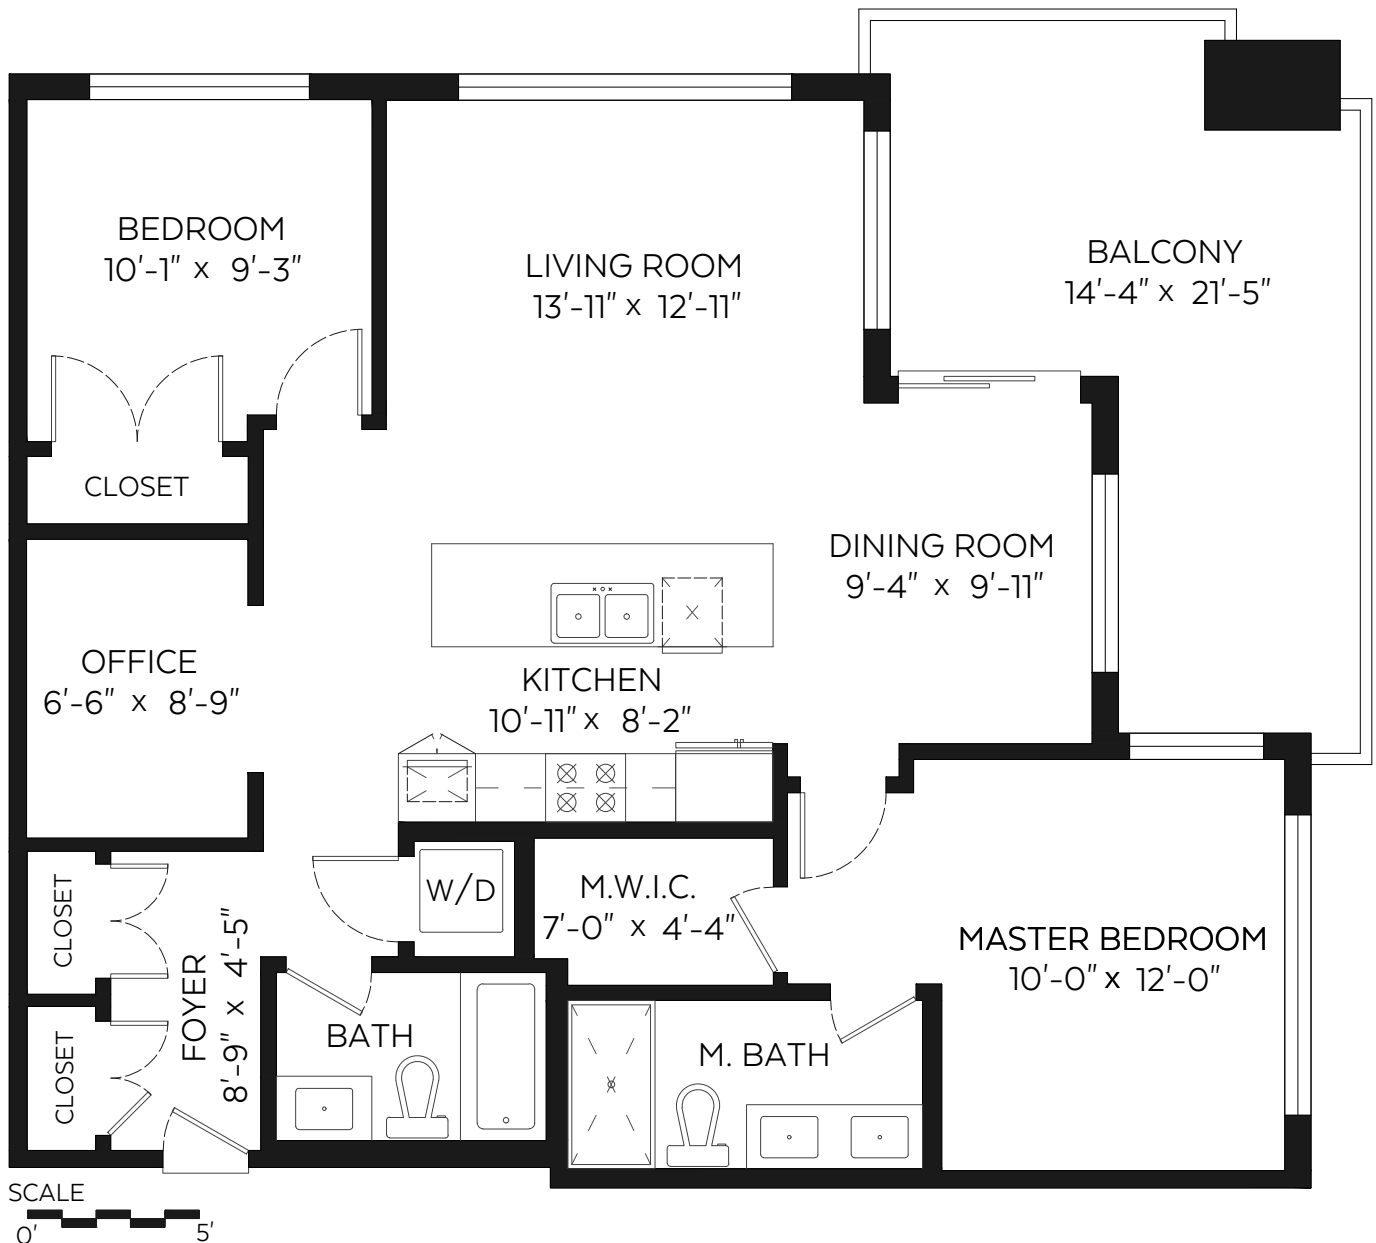 BEDROOM
10'-1" x 9'-3"
LIVING ROOM
13'-11" x 12'-11"
BALCONY
14'-4" x 21'-5"
CLOSET
DINING ROOM
9'-4" x 9'-11"
OFFICE
6'-6" x 8'-9"
KITCHEN
10'-11" x 8'-2"
CLOSET
W/D
M.W.I.C.
7'-0" x 4'-4"
MASTER BEDROOM
10'-0" x 12'-0"
FOYER
8'-9" x 4'-5"
CLOSET
BATH
M. BATH
SCALE
0' 5'